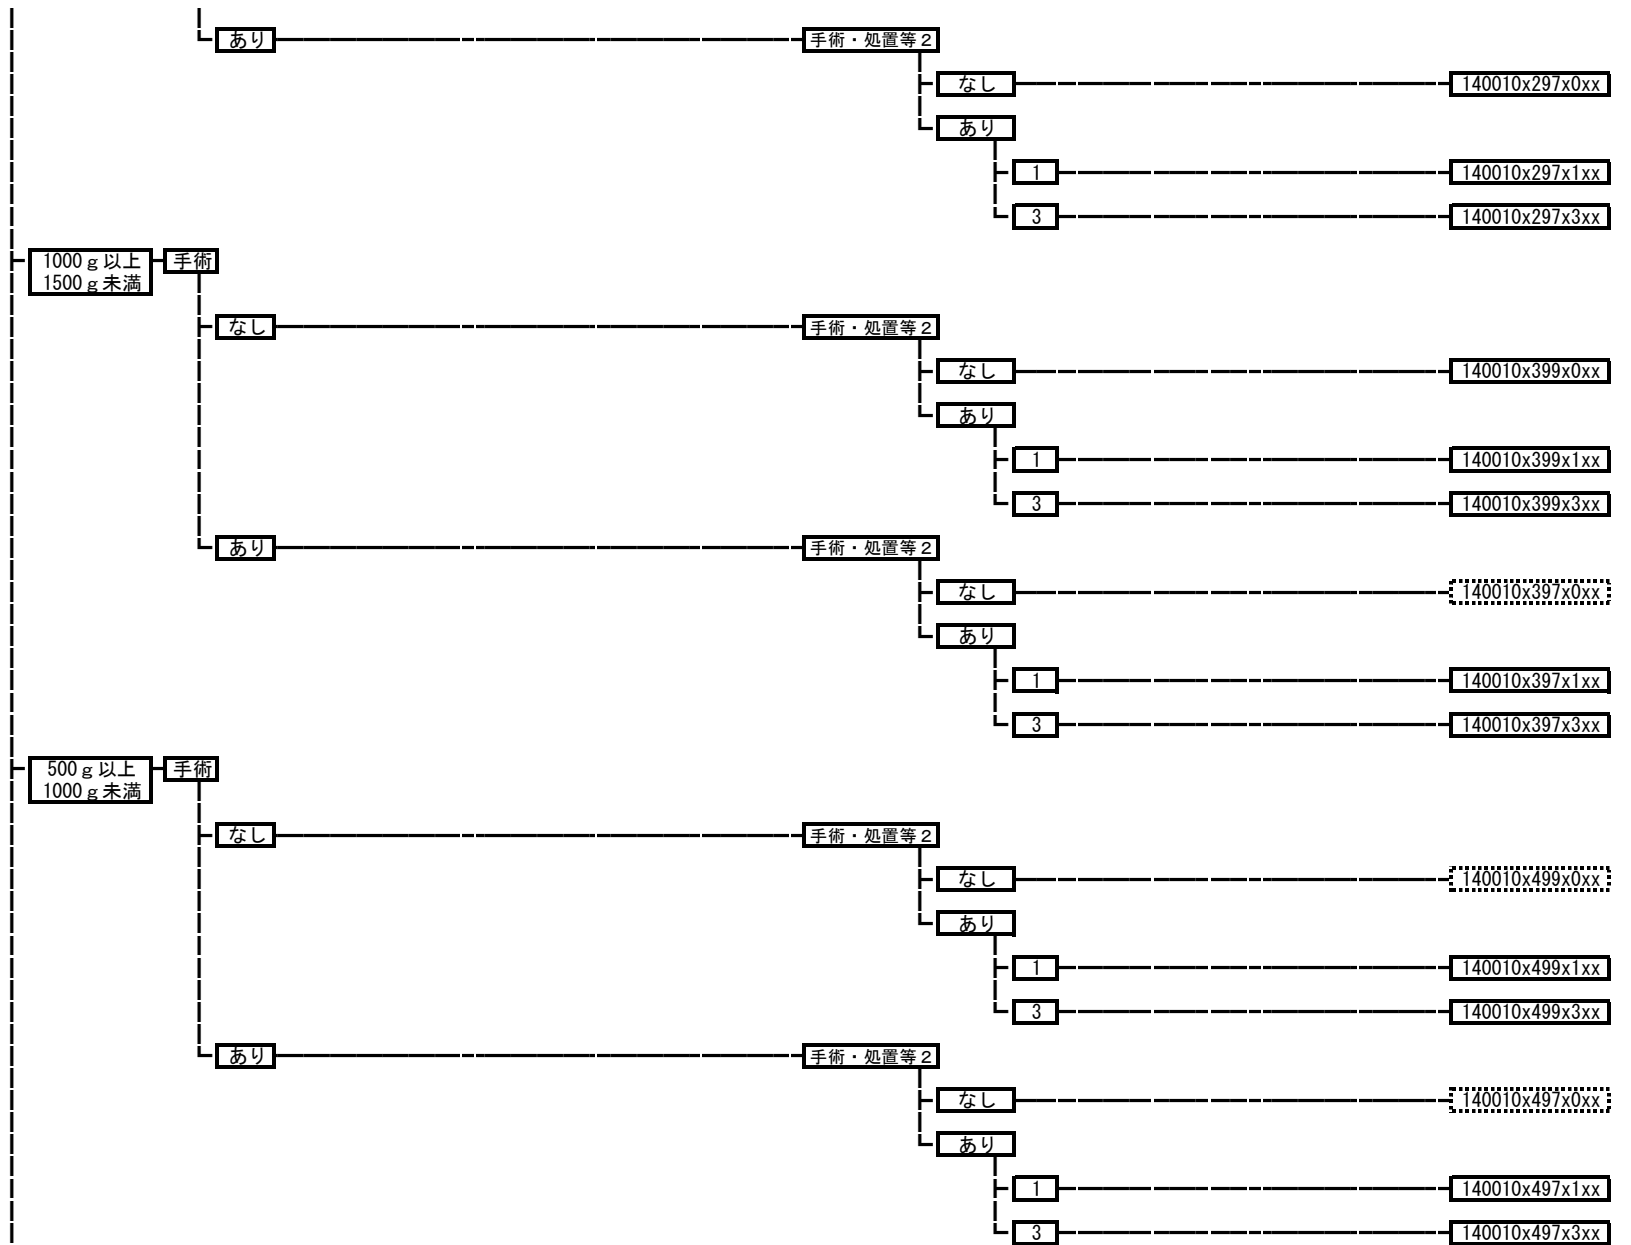 あり 手術・処置等2
なし 140010x297x0xx
あり
1 140010x297x1xx
3 140010x297x3xx
1000g以上 手術
1500g未満
なし 手術・処置等2
なし 140010x399x0xx
あり
1 140010x399x1xx
3 140010x399x3xx
あり 手術・処置等2
なし 140010x397x0xx
あり
1 140010x397x1xx
3 140010x397x3xx
500g以上 手術
1000g未満
なし 手術・処置等2
なし 140010x499x0xx
あり
1 140010x499x1xx
3 140010x499x3xx
あり 手術・処置等2
なし 140010x497x0xx
あり
1 140010x497x1xx
3 140010x497x3xx